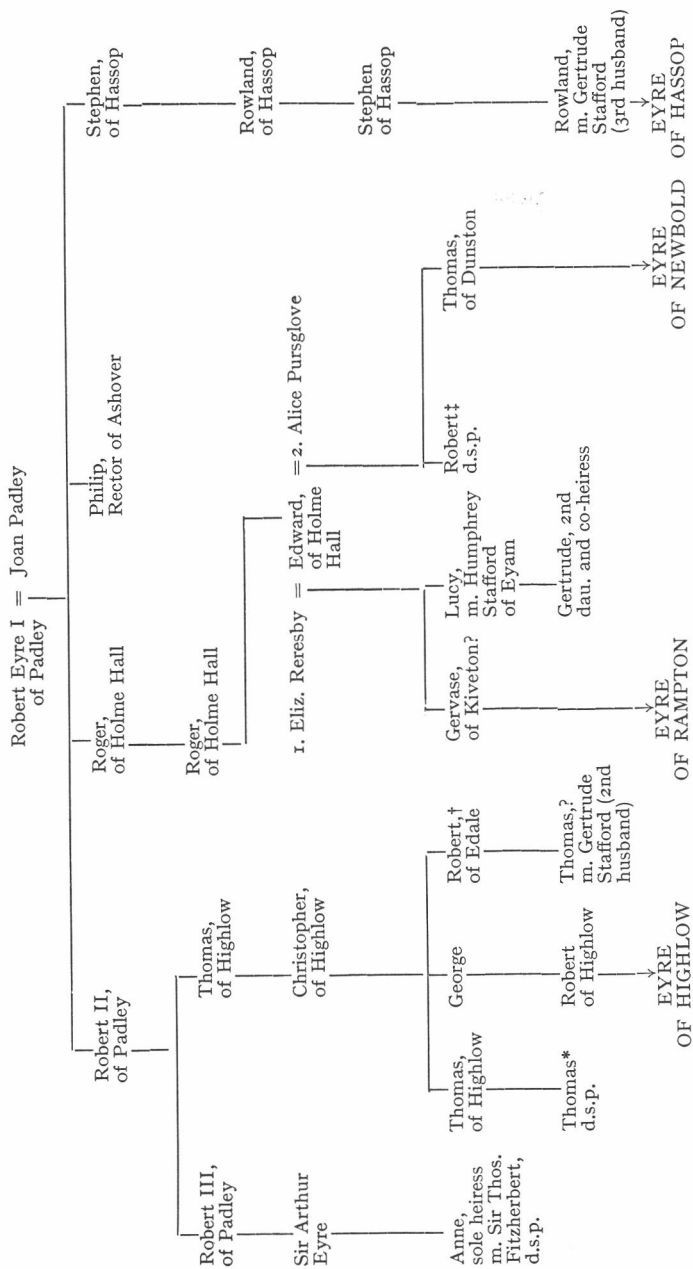 Robert Eyre I = Joan Padley
of Padley
Robert II,
of Padley
Roger,
of Holme Hall
Philip,
Rector of Ashover
Stephen,
of Hassop
Robert III,
of Padley
Thomas,
of Highlow
Roger,
of Holme Hall
Rowland,
of Hassop
Sir Arthur
Eyre
Christopher,
of Highlow
1. Eliz. Reresby = Edward, = 2. Alice Pursglove
of Holme
Hall
Stephen
of Hassop
Anne,
sole heiress
m. Sir Thos.
Fitzherbert,
d.s.p.
Thomas,
of Highlow
George
Robert,†
of Edale
Gervase,
of Kiveton?
Lucy,
m. Humphrey
Stafford
of Eyam
Robert‡
d.s.p.
Thomas,
of Dunston
Rowland,
m. Gertrude
Stafford
(3rd husband)
Thomas*
d.s.p.
Robert
of Highlow
Thomas,?
m. Gertrude
Stafford (2nd
husband)
Gertrude, 2nd
dau. and co-heiress
EYRE
OF HIGHLOW
EYRE
OF RAMPTON
EYRE
OF NEWBOLD
EYRE
OF HASSOP